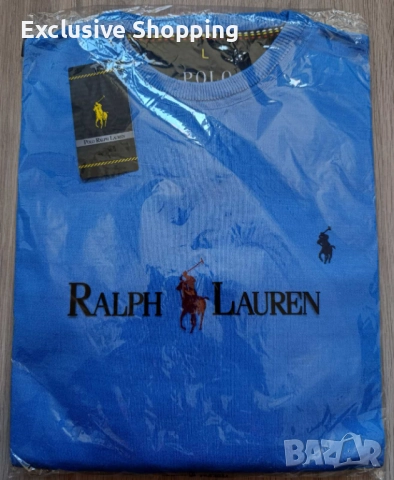 Exclusive Shopping
L
POLO
POLO RALPH LAUREN
RALPH LAUREN
BAZAR